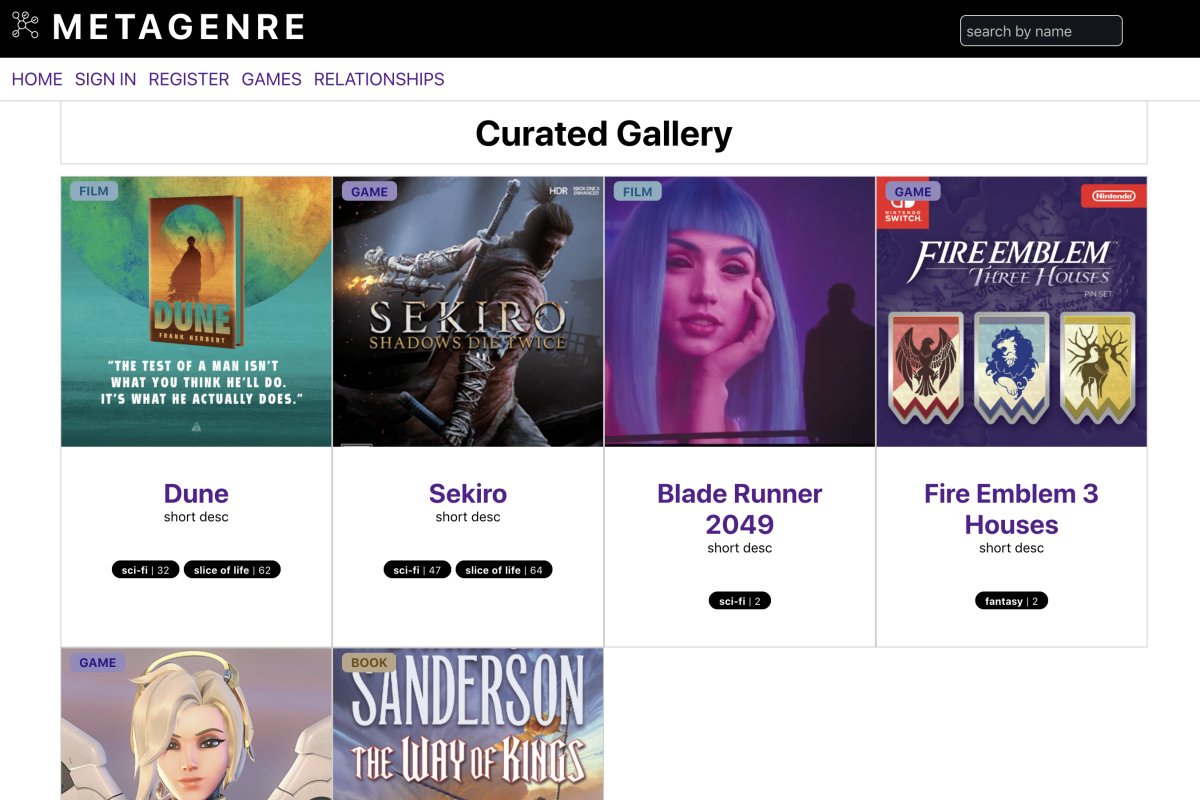 METAGENRE
search by name
HOME SIGN IN REGISTER GAMES RELATIONSHIPS
Curated Gallery
FILM
DUNE
FRANK HERBERT
"THE TEST OF A MAN ISN'T
WHAT YOU THINK HE'LL DO.
IT'S WHAT HE ACTUALLY DOES."
Dune
short desc
sci-fi | 32 slice of life | 62
GAME
HDR XBOX ONE X
ENHANCED
SEKIRO
SHADOWS DIE TWICE
Sekiro
short desc
sci-fi | 47 slice of life | 64
FILM
Blade Runner
2049
short desc
sci-fi | 2
GAME
NINTENDO
SWITCH
Nintendo
FIRE EMBLEM
THREE HOUSES
PIN SET
Fire Emblem 3
Houses
short desc
fantasy | 2
GAME
BOOK
SANDERSON
THE WAY OF KINGS